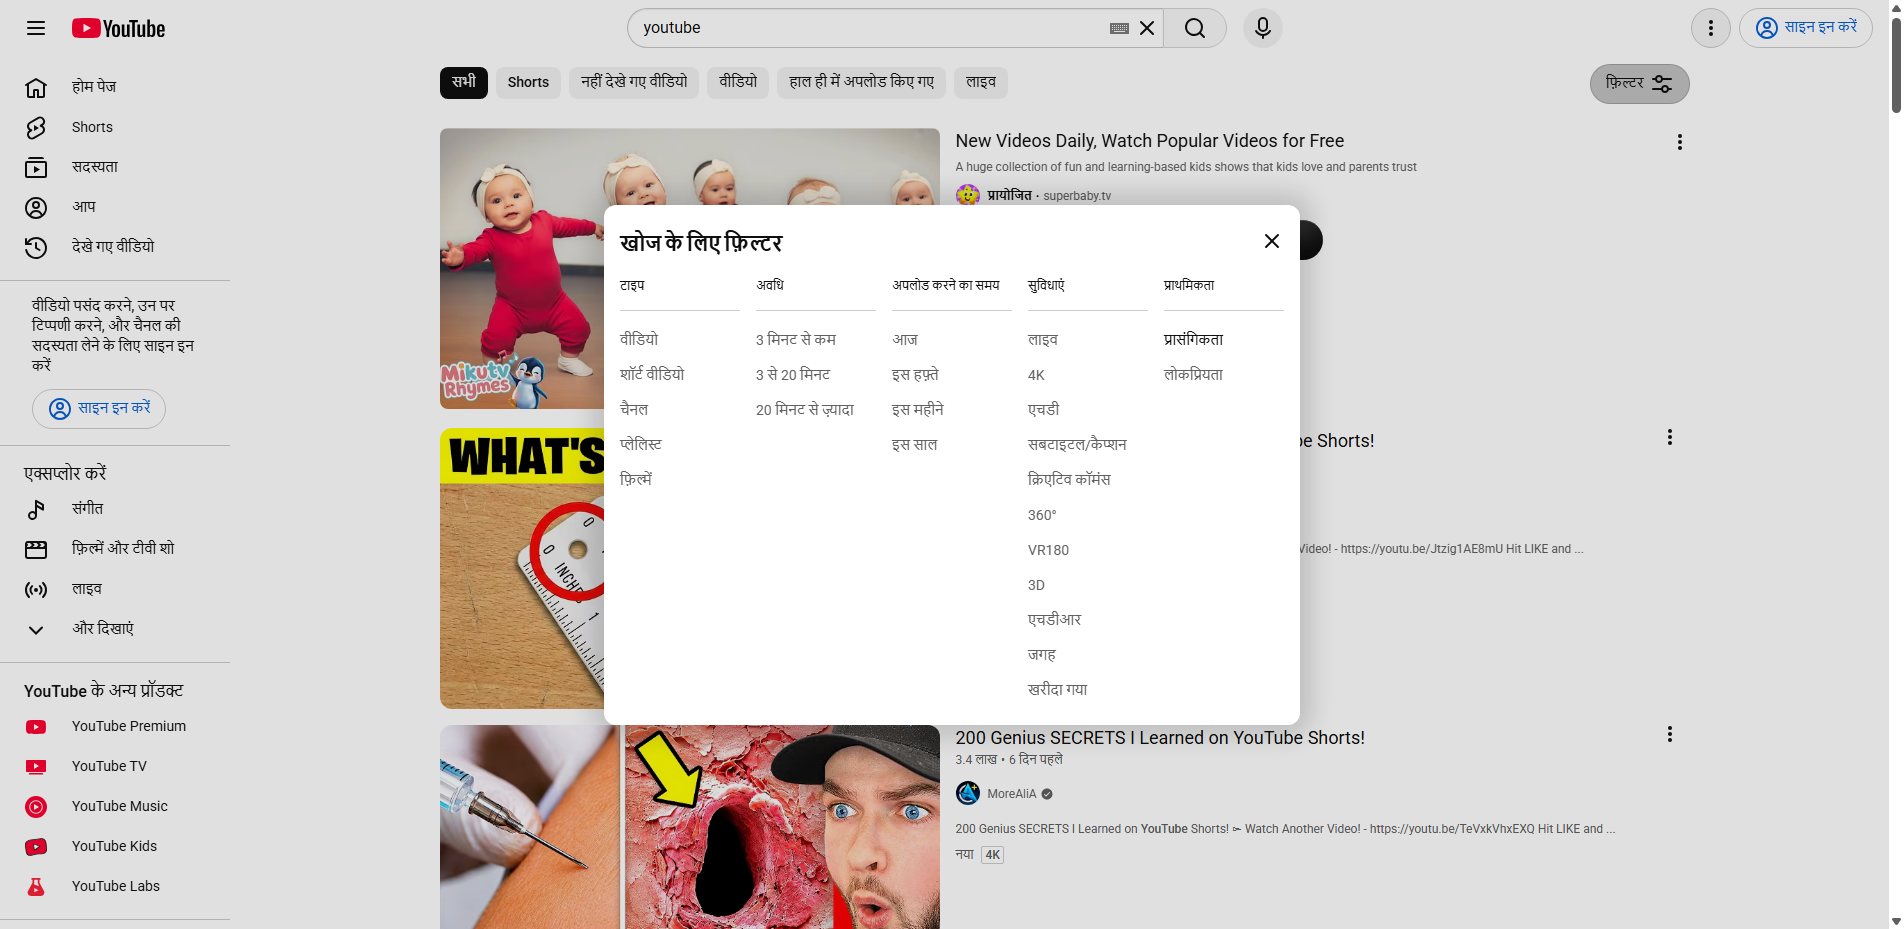 YouTube
youtube
साइन इन करें
होम पेज
Shorts
सदस्यता
आप
देखे गए वीडियो
वीडियो पसंद करने, उन पर
टिप्पणी करने, और चैनल की
सदस्यता लेने के लिए साइन इन
करें
साइन इन करें
एक्सप्लोर करें
संगीत
फ़िल्में और टीवी शो
लाइव
और दिखाएं
YouTube के अन्य प्रॉडक्ट
YouTube Premium
YouTube TV
YouTube Music
YouTube Kids
YouTube Labs
सभी
Shorts
नहीं देखे गए वीडियो
वीडियो
हाल ही में अपलोड किए गए
लाइव
फ़िल्टर
New Videos Daily, Watch Popular Videos for Free
A huge collection of fun and learning-based kids shows that kids love and parents trust
प्रायोजित · superbaby.tv
Mikutv
Rhymes
खोज के लिए फ़िल्टर
टाइप
वीडियो
शॉर्ट वीडियो
चैनल
प्लेलिस्ट
फ़िल्में
अवधि
3 मिनट से कम
3 से 20 मिनट
20 मिनट से ज़्यादा
अपलोड करने का समय
आज
इस हफ़्ते
इस महीने
इस साल
सुविधाएं
लाइव
4K
एचडी
सबटाइटल/कैप्शन
क्रिएटिव कॉमंस
360°
VR180
3D
एचडीआर
जगह
खरीदा गया
प्राथमिकता
प्रासंगिकता
लोकप्रियता
WHAT'S
0
0
INCHES
1
1
Shorts!
Video! - https://youtu.be/Jtzig1AE8mU Hit LIKE and ...
200 Genius SECRETS I Learned on YouTube Shorts!
3.4 लाख • 6 दिन पहले
MoreAliA
200 Genius SECRETS I Learned on YouTube Shorts! ➳ Watch Another Video! - https://youtu.be/TeVxkVhxEXQ Hit LIKE and ...
नया 4K